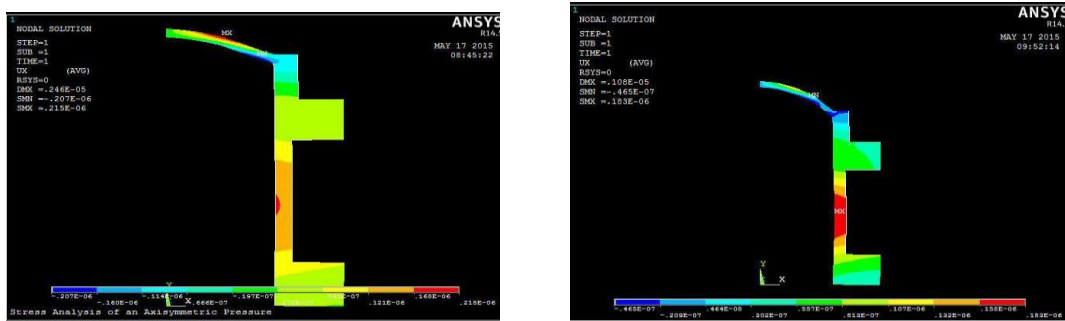 1
NODAL SOLUTION
STEP=1
SUB =1
TIME=1
UX (AVG)
RSYS=0
DMX =.246E-05
SMN =-.207E-06
SMX =.215E-06
ANSYS
MAY 17 2015
08:45:22
MX
MN
Y
X
-.207E-06 -.197E-07 .168E-06
-.160E-06 .121E-06 .215E-06
Stress Analysis of an Axisymmetric Pressure
1
NODAL SOLUTION
STEP=1
SUB =1
TIME=1
UX (AVG)
RSYS=0
DMX =.108E-05
SMN =-.465E-07
SMX =.183E-06
ANSYS
MAY 17 2015
09:52:14
MN
MX
Y
X
-.465E-07 .464E-08 .557E-07 .107E-06 .158E-06
-.209E-07 .302E-07 .813E-07 .132E-06 .183E-06